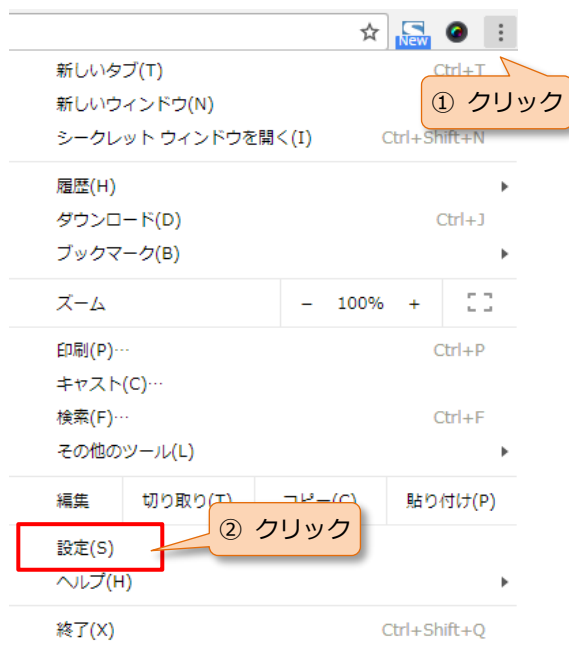 New
新しいタブ(T) Ctrl+T
① クリック
新しいウィンドウ(N)
シークレット ウィンドウを開く(I) Ctrl+Shift+N
履歴(H)
ダウンロード(D) Ctrl+J
ブックマーク(B)
ズーム － 100% +
印刷(P)… Ctrl+P
キャスト(C)…
検索(F)… Ctrl+F
その他のツール(L)
編集 切り取り(T) コピー(C) 貼り付け(P)
② クリック
設定(S)
ヘルプ(H)
終了(X) Ctrl+Shift+Q